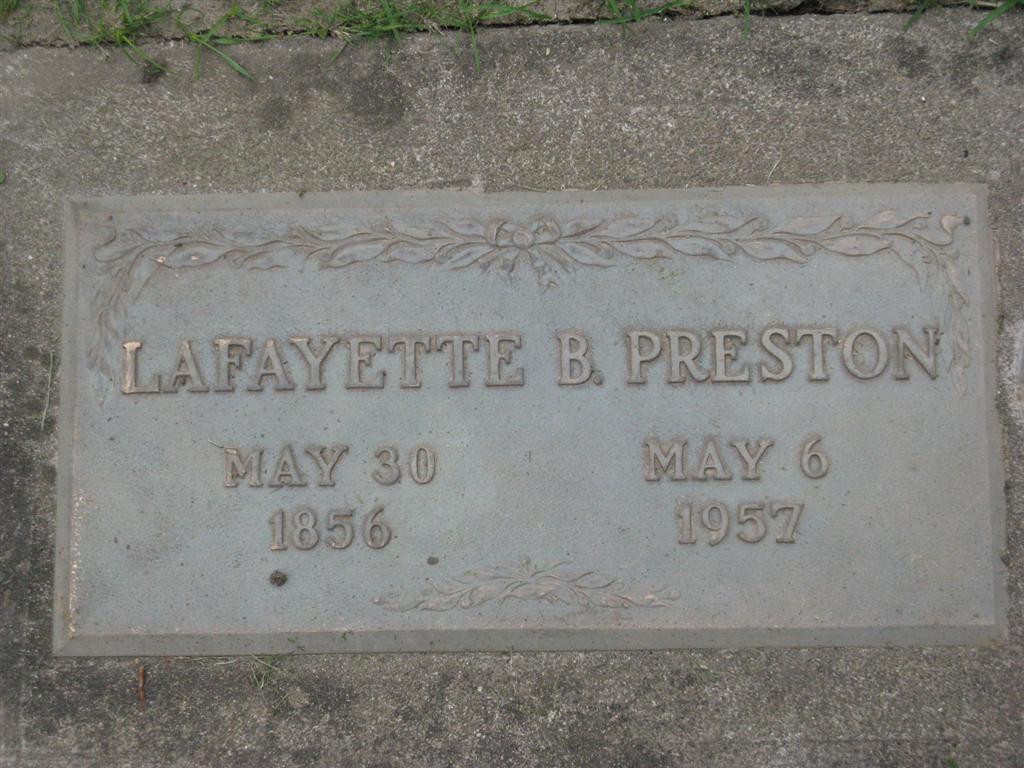 LAFAYETTE B. PRESTON
MAY 30 MAY 6
1856 1957